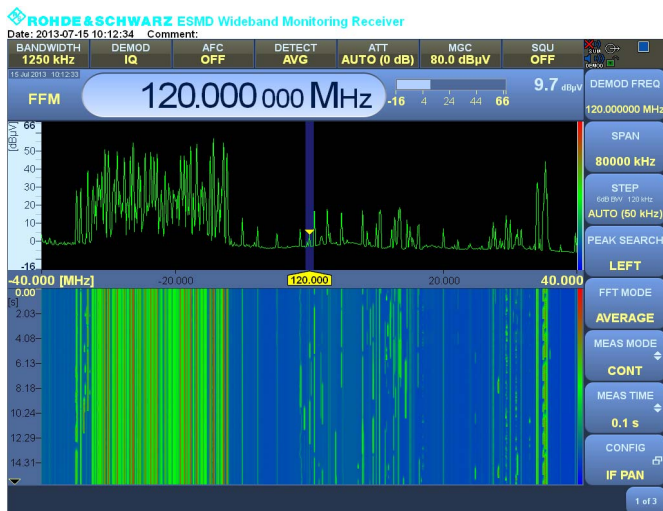 ROHDE & SCHWARZ ESMD Wideband Monitoring Receiver
Date: 2013-07-15 10:12:34 Comment:
BANDWIDTH DEMOD AFC DETECT ATT MGC SQU
1250 kHz IQ OFF AVG AUTO (0 dB) 80.0 dBµV OFF
SUM
DEMOD
15 Jul 2013 10:12:33
FFM 120.000 000 MHz -16 4 24 44 66 9.7 dBµV
DEMOD FREQ
120.000000 MHz
[dBµV]
66
50
40
30
20
10
0
-16
SPAN
80000 kHz
STEP
6dB BW 120 kHz
AUTO (50 kHz)
PEAK SEARCH
LEFT
-40.000 [MHz] -20.000 120.000 20.000 40.000
[s]
0.00
2.03
4.08
6.13
8.18
10.24
12.29
14.31
FFT MODE
AVERAGE
MEAS MODE
CONT
MEAS TIME
0.1 s
CONFIG
IF PAN
1 of 3